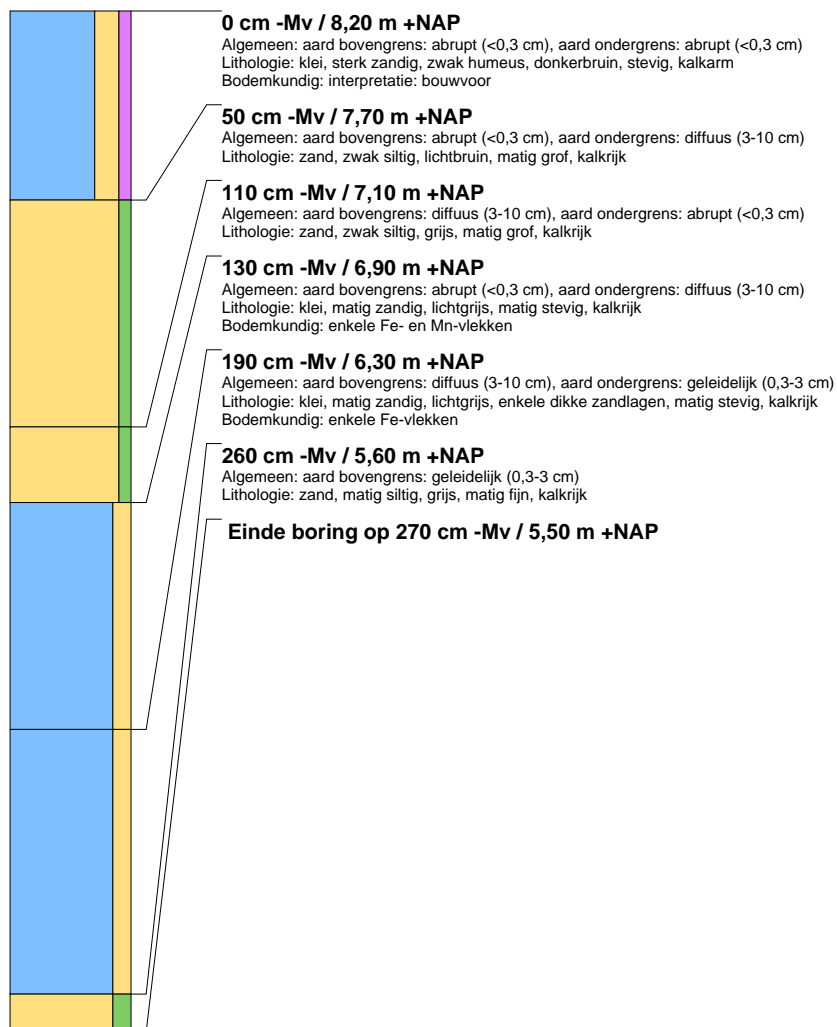 0 cm -Mv / 8,20 m +NAP
Algemeen: aard bovengrens: abrupt (<0,3 cm), aard ondergrens: abrupt (<0,3 cm)
Lithologie: klei, sterk zandig, zwak humeus, donkerbruin, stevig, kalkarm
Bodemkundig: interpretatie: bouwvoor
50 cm -Mv / 7,70 m +NAP
Algemeen: aard bovengrens: abrupt (<0,3 cm), aard ondergrens: diffuus (3-10 cm)
Lithologie: zand, zwak siltig, lichtbruin, matig grof, kalkrijk
110 cm -Mv / 7,10 m +NAP
Algemeen: aard bovengrens: diffuus (3-10 cm), aard ondergrens: abrupt (<0,3 cm)
Lithologie: zand, zwak siltig, grijs, matig grof, kalkrijk
130 cm -Mv / 6,90 m +NAP
Algemeen: aard bovengrens: abrupt (<0,3 cm), aard ondergrens: diffuus (3-10 cm)
Lithologie: klei, matig zandig, lichtgrijs, matig stevig, kalkrijk
Bodemkundig: enkele Fe- en Mn-vlekken
190 cm -Mv / 6,30 m +NAP
Algemeen: aard bovengrens: diffuus (3-10 cm), aard ondergrens: geleidelijk (0,3-3 cm)
Lithologie: klei, matig zandig, lichtgrijs, enkele dikke zandlagen, matig stevig, kalkrijk
Bodemkundig: enkele Fe-vlekken
260 cm -Mv / 5,60 m +NAP
Algemeen: aard bovengrens: geleidelijk (0,3-3 cm)
Lithologie: zand, matig siltig, grijs, matig fijn, kalkrijk
Einde boring op 270 cm -Mv / 5,50 m +NAP